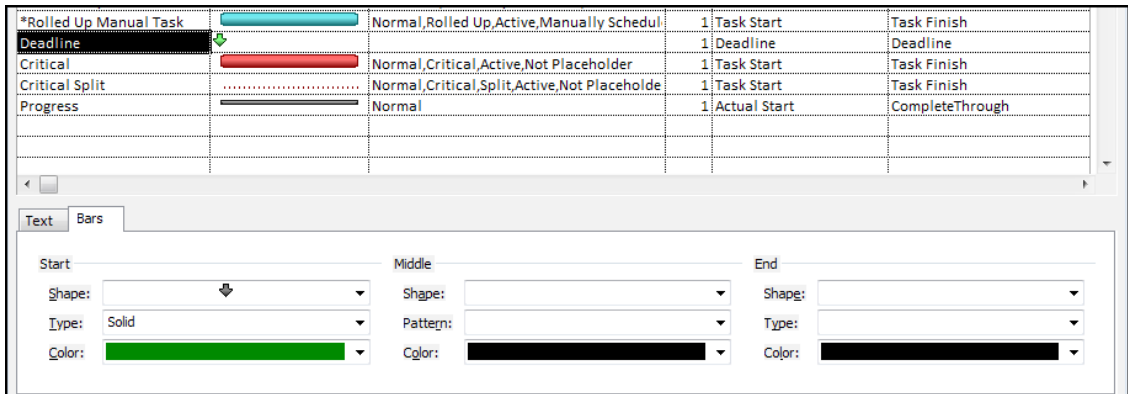 *Rolled Up Manual Task Normal,Rolled Up,Active,Manually Schedul 1 Task Start Task Finish
Deadline 1 Deadline Deadline
Critical Normal,Critical,Active,Not Placeholder 1 Task Start Task Finish
Critical Split Normal,Critical,Split,Active,Not Placeholde 1 Task Start Task Finish
Progress Normal 1 Actual Start CompleteThrough
Text Bars
Start Middle End
Shape: Shape: Shape:
Type: Solid Pattern: Type:
Color: Color: Color: